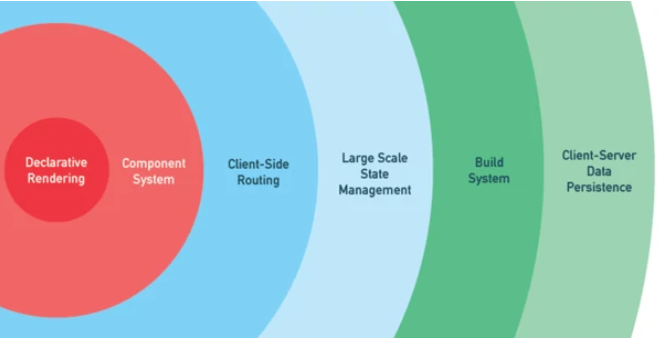 Declarative
Rendering
Component
System
Client-Side
Routing
Large Scale
State
Management
Build
System
Client-Server
Data
Persistence